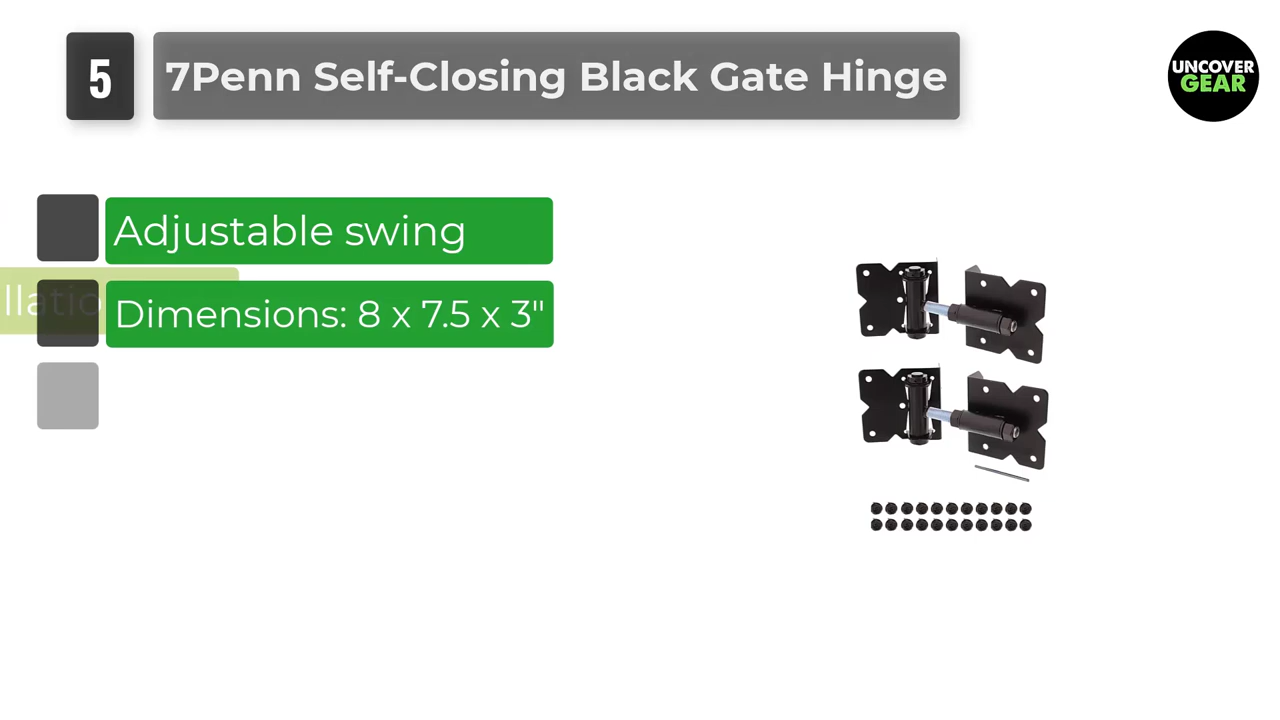 5
7Penn Self-Closing Black Gate Hinge
UNCOVER
GEAR
Adjustable swing
Dimensions: 8 x 7.5 x 3"